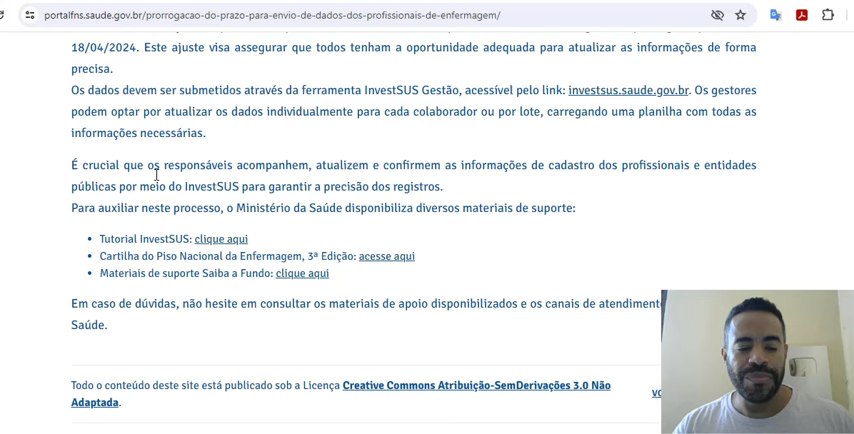 portalfns.saude.gov.br/prorrogacao-do-prazo-para-envio-de-dados-dos-profissionais-de-enfermagem/
18/04/2024. Este ajuste visa assegurar que todos tenham a oportunidade adequada para atualizar as informações de forma
precisa.
Os dados devem ser submetidos através da ferramenta InvestSUS Gestão, acessível pelo link: investsus.saude.gov.br. Os gestores
podem optar por atualizar os dados individualmente para cada colaborador ou por lote, carregando uma planilha com todas as
informações necessárias.
É crucial que os responsáveis acompanhem, atualizem e confirmem as informações de cadastro dos profissionais e entidades
públicas por meio do InvestSUS para garantir a precisão dos registros.
Para auxiliar neste processo, o Ministério da Saúde disponibiliza diversos materiais de suporte:
• Tutorial InvestSUS: clique aqui
• Cartilha do Piso Nacional da Enfermagem, 3ª Edição: acesse aqui
• Materiais de suporte Saiba a Fundo: clique aqui
Em caso de dúvidas, não hesite em consultar os materiais de apoio disponibilizados e os canais de atendimento
Saúde.
Todo o conteúdo deste site está publicado sob a Licença Creative Commons Atribuição-SemDerivações 3.0 Não
Adaptada.